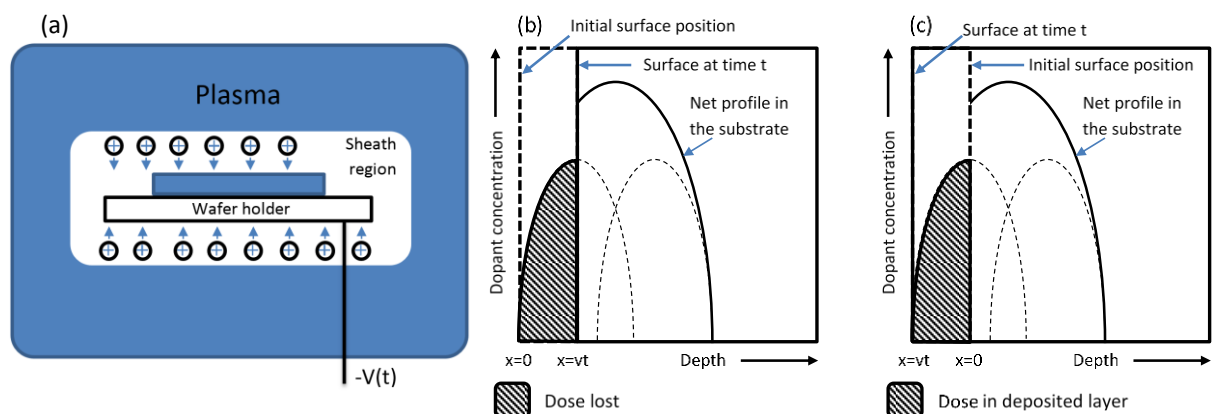 (a)
Plasma
Sheath
region
Wafer holder
-V(t)
(b)
Initial surface position
Surface at time t
Net profile in
the substrate
Dopant concentration
x=0
x=vt
Depth
Dose lost
(c)
Surface at time t
Initial surface position
Net profile in
the substrate
Dopant concentration
x=vt
x=0
Depth
Dose in deposited layer